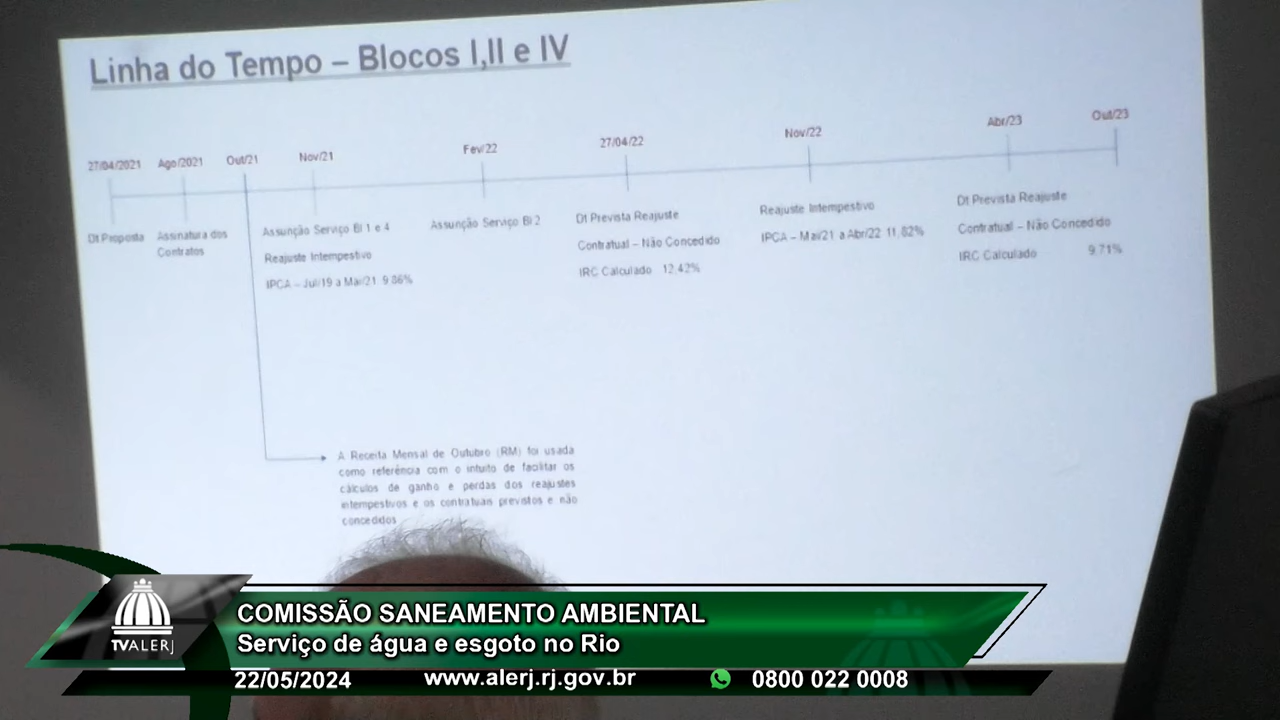 Linha do Tempo – Blocos I,II e IV
27/04/2021
Ago/2021
Out/21
Nov/21
Fev/22
27/04/22
Nov/22
Abr/23
Out/23
Dt Proposta
Assinatura dos
Contratos
Assunção Serviço Bl 1 e 4
Reajuste Intempestivo
IPCA – Jul/19 a Mai/21 9,86%
Assunção Serviço Bl 2
Dt Prevista Reajuste
Contratual – Não Concedido
IRC Calculado 12,42%
Reajuste Intempestivo
IPCA – Mai/21 a Abr/22 11,82%
Dt Prevista Reajuste
Contratual – Não Concedido
IRC Calculado 9,71%
A Receita Mensal de Outubro (RM) foi usada
como referência com o intuito de facilitar os
cálculos de ganho e perdas dos reajustes
intempestivos e os contratuais previstos e não
concedidos
TVALERJ
COMISSÃO SANEAMENTO AMBIENTAL
Serviço de água e esgoto no Rio
22/05/2024
www.alerj.rj.gov.br
0800 022 0008